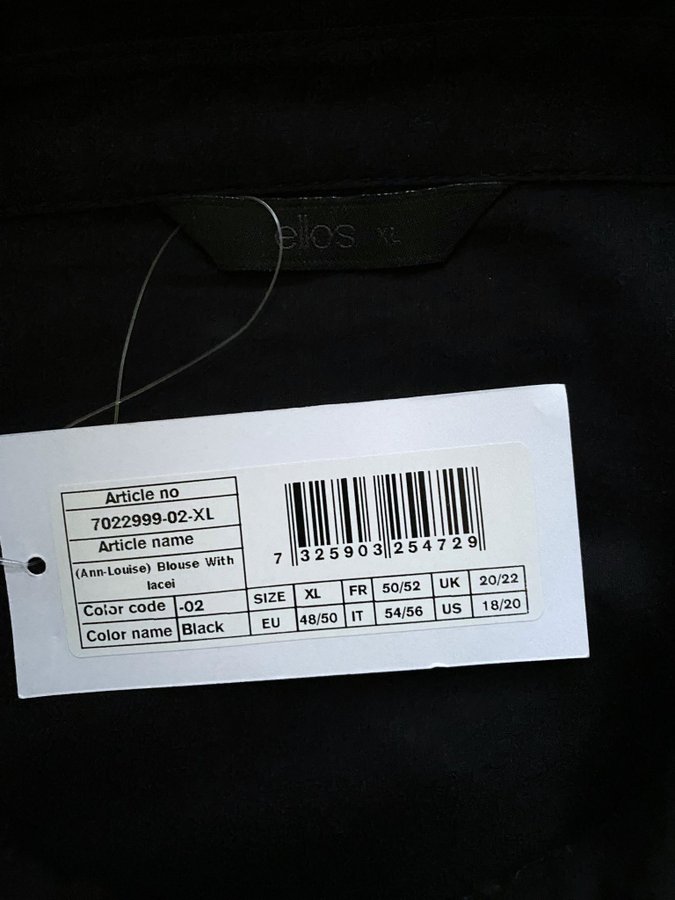 ellos XL
Article no
7022999-02-XL
Article name
(Ann-Louise) Blouse With
lacei
Color code -02
Color name Black
7 325903 254729
SIZE XL FR 50/52 UK 20/22
EU 48/50 IT 54/56 US 18/20